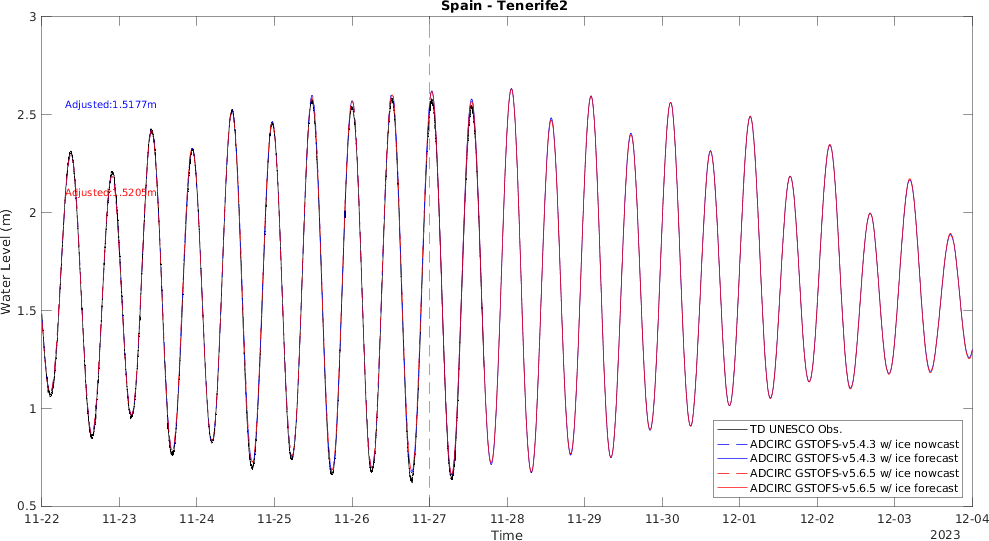 Spain - Tenerife2
3
2.5
2
1.5
1
0.5
Water Level (m)
Adjusted:1.5177m
Adjusted:1.5205m
TD UNESCO Obs.
ADCIRC GSTOFS-v5.4.3 w/ ice nowcast
ADCIRC GSTOFS-v5.4.3 w/ ice forecast
ADCIRC GSTOFS-v5.6.5 w/ ice nowcast
ADCIRC GSTOFS-v5.6.5 w/ ice forecast
11-22 11-23 11-24 11-25 11-26 11-27 11-28 11-29 11-30 12-01 12-02 12-03 12-04
Time
2023